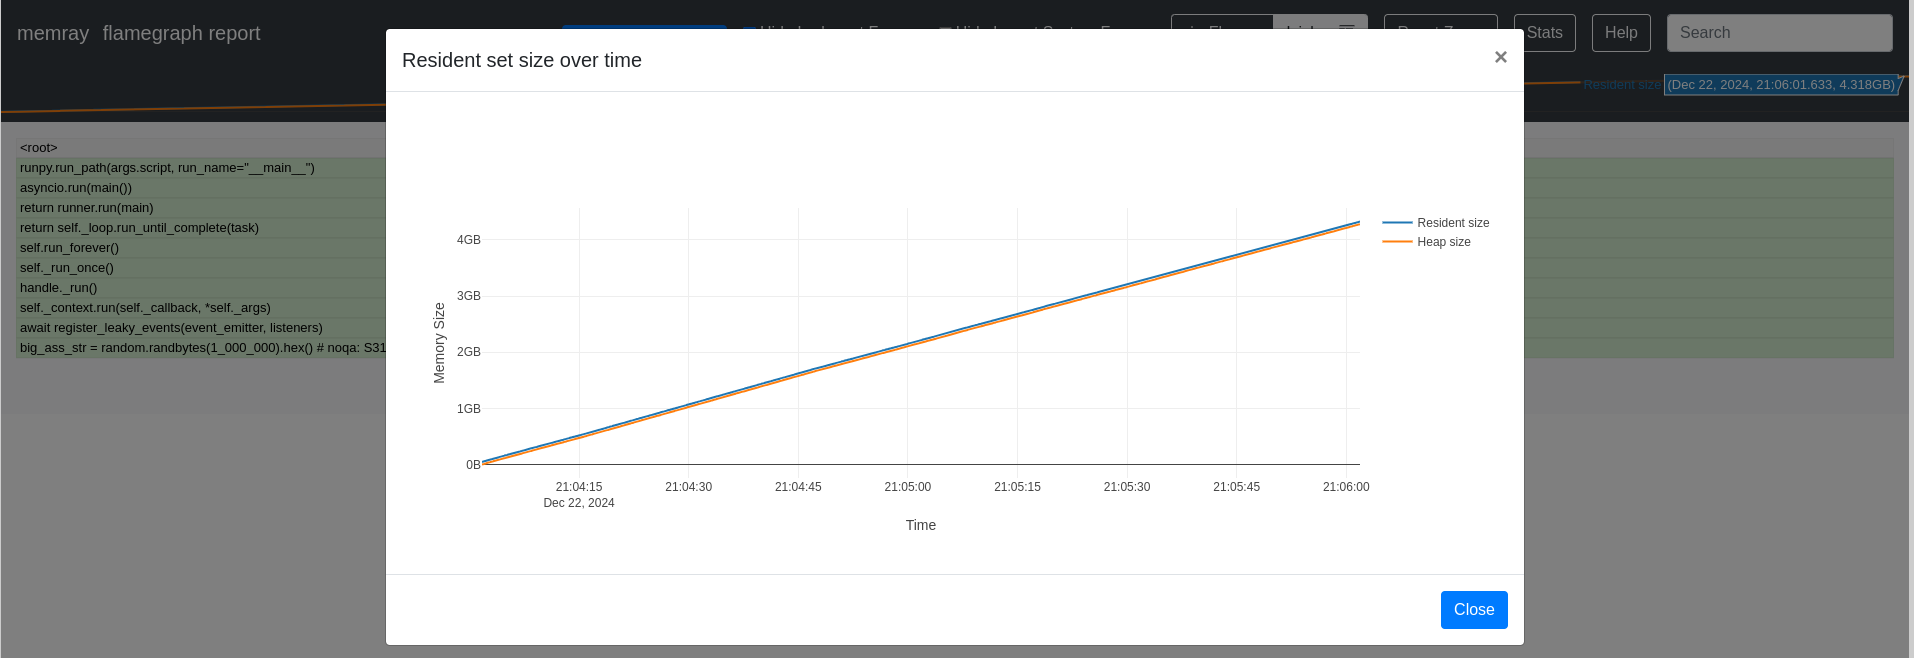 memray flamegraph report
Stats
Help
Search
Resident set size over time
×
Resident size (Dec 22, 2024, 21:06:01.633, 4.318GB)
<root>
runpy.run_path(args.script, run_name="__main__")
asyncio.run(main())
return runner.run(main)
return self._loop.run_until_complete(task)
self.run_forever()
self._run_once()
handle._run()
self._context.run(self._callback, *self._args)
await register_leaky_events(event_emitter, listeners)
big_ass_str = random.randbytes(1_000_000).hex() # noqa: S31
Resident size
Heap size
4GB
3GB
2GB
1GB
0B
Memory Size
21:04:15
Dec 22, 2024
21:04:30
21:04:45
21:05:00
21:05:15
21:05:30
21:05:45
21:06:00
Time
Close